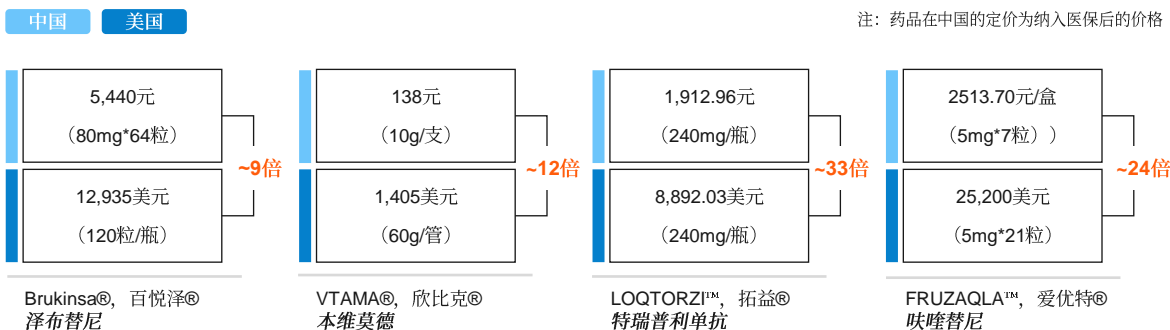 中国 美国 注：药品在中国的定价为纳入医保后的价格
5,440元 138元 1,912.96元 2513.70元/盒
（80mg*64粒） （10g/支） （240mg/瓶） （5mg*7粒））
~9倍 ~12倍 ~33倍 ~24倍
12,935美元 1,405美元 8,892.03美元 25,200美元
（120粒/瓶） （60g/管） （240mg/瓶） （5mg*21粒）
Brukinsa®，百悦泽® VTAMA®，欣比克® LOQTORZI™，拓益® FRUZAQLA™，爱优特®
泽布替尼 本维莫德 特瑞普利单抗 呋喹替尼